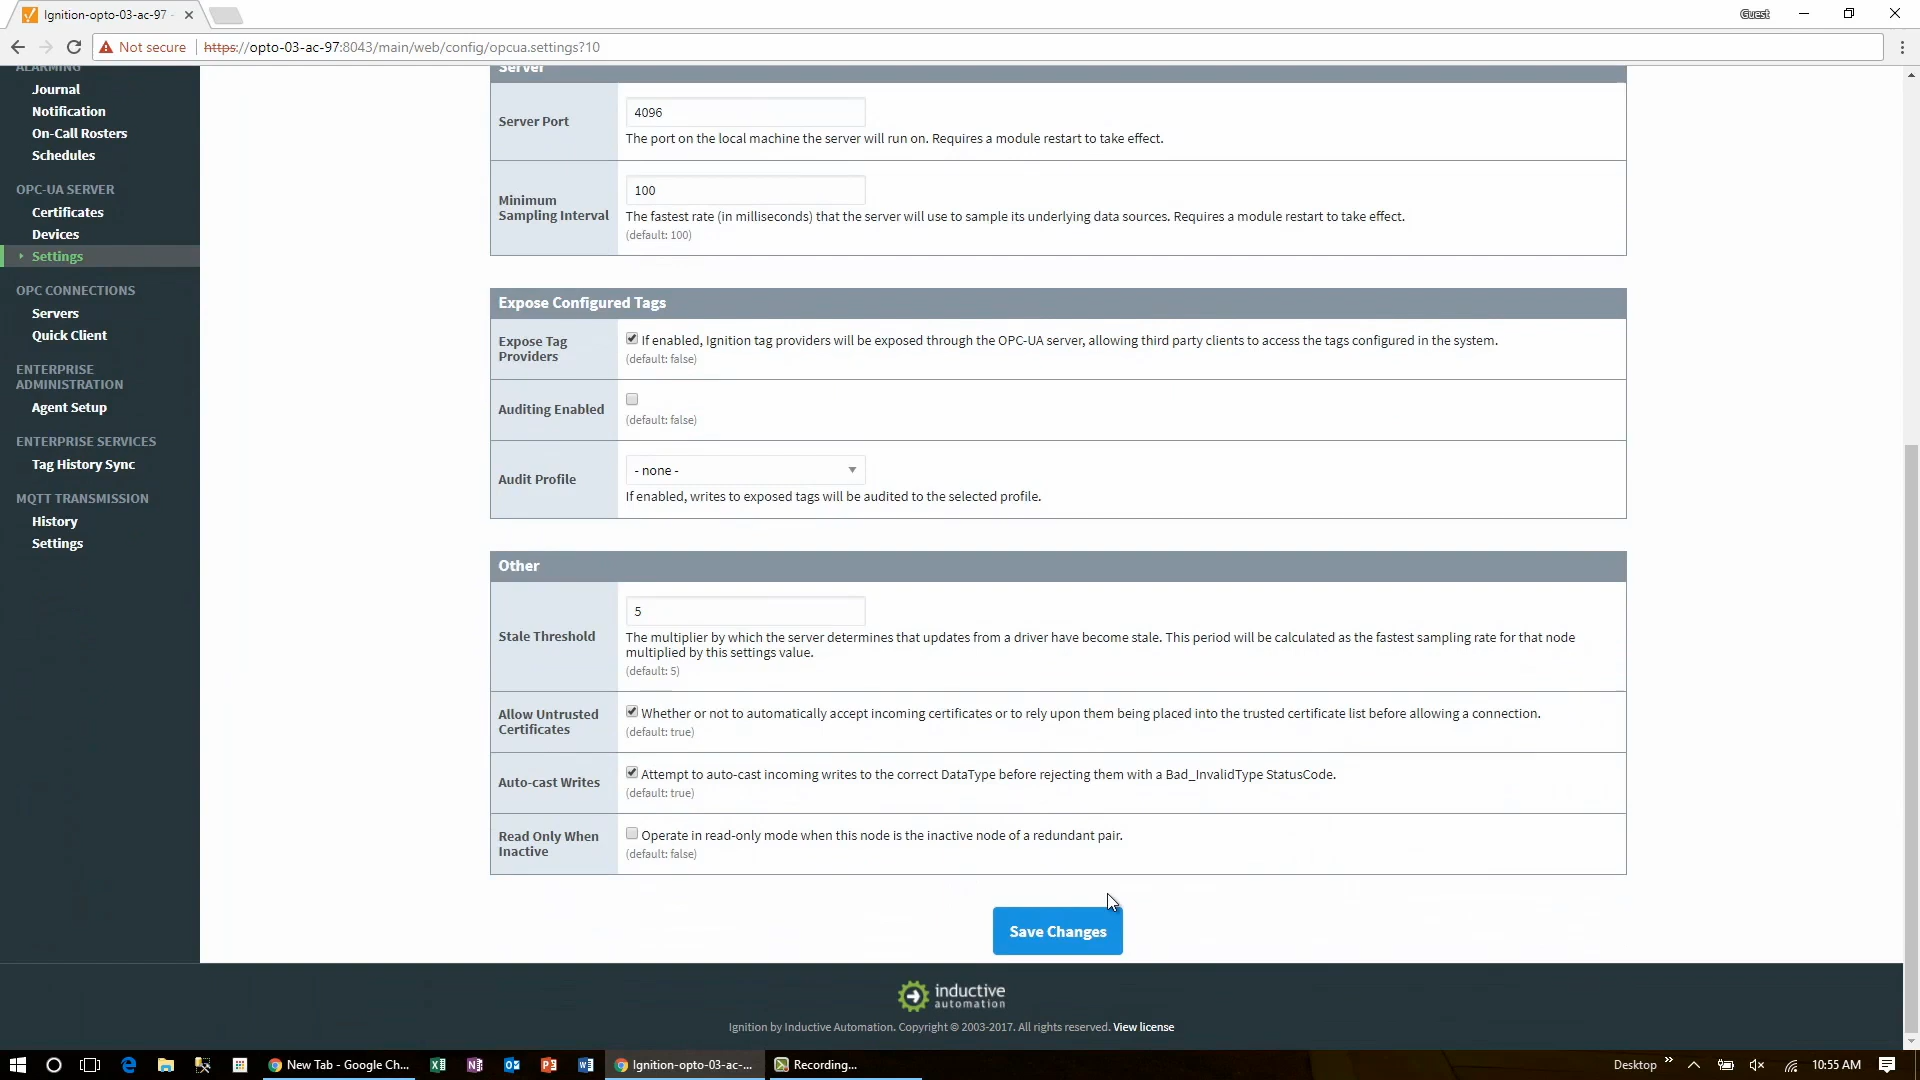 Ignition-opto-03-ac-97
Guest
Not secure
https://opto-03-ac-97:8043/main/web/config/opcua.settings?10
ALARMING
Journal
Notification
On-Call Rosters
Schedules
OPC-UA SERVER
Certificates
Devices
Settings
OPC CONNECTIONS
Servers
Quick Client
ENTERPRISE
ADMINISTRATION
Agent Setup
ENTERPRISE SERVICES
Tag History Sync
MQTT TRANSMISSION
History
Settings
Server
Server Port
4096
The port on the local machine the server will run on. Requires a module restart to take effect.
Minimum
Sampling Interval
100
The fastest rate (in milliseconds) that the server will use to sample its underlying data sources. Requires a module restart to take effect.
(default: 100)
Expose Configured Tags
Expose Tag
Providers
If enabled, Ignition tag providers will be exposed through the OPC-UA server, allowing third party clients to access the tags configured in the system.
(default: false)
Auditing Enabled
(default: false)
Audit Profile
- none -
If enabled, writes to exposed tags will be audited to the selected profile.
Other
Stale Threshold
5
The multiplier by which the server determines that updates from a driver have become stale. This period will be calculated as the fastest sampling rate for that node
multiplied by this settings value.
(default: 5)
Allow Untrusted
Certificates
Whether or not to automatically accept incoming certificates or to rely upon them being placed into the trusted certificate list before allowing a connection.
(default: true)
Auto-cast Writes
Attempt to auto-cast incoming writes to the correct DataType before rejecting them with a Bad_InvalidType StatusCode.
(default: true)
Read Only When
Inactive
Operate in read-only mode when this node is the inactive node of a redundant pair.
(default: false)
Save Changes
inductive
automation
Ignition by Inductive Automation. Copyright © 2003-2017. All rights reserved. View license
New Tab - Google Ch...
Ignition-opto-03-ac-...
Recording...
Desktop
10:55 AM